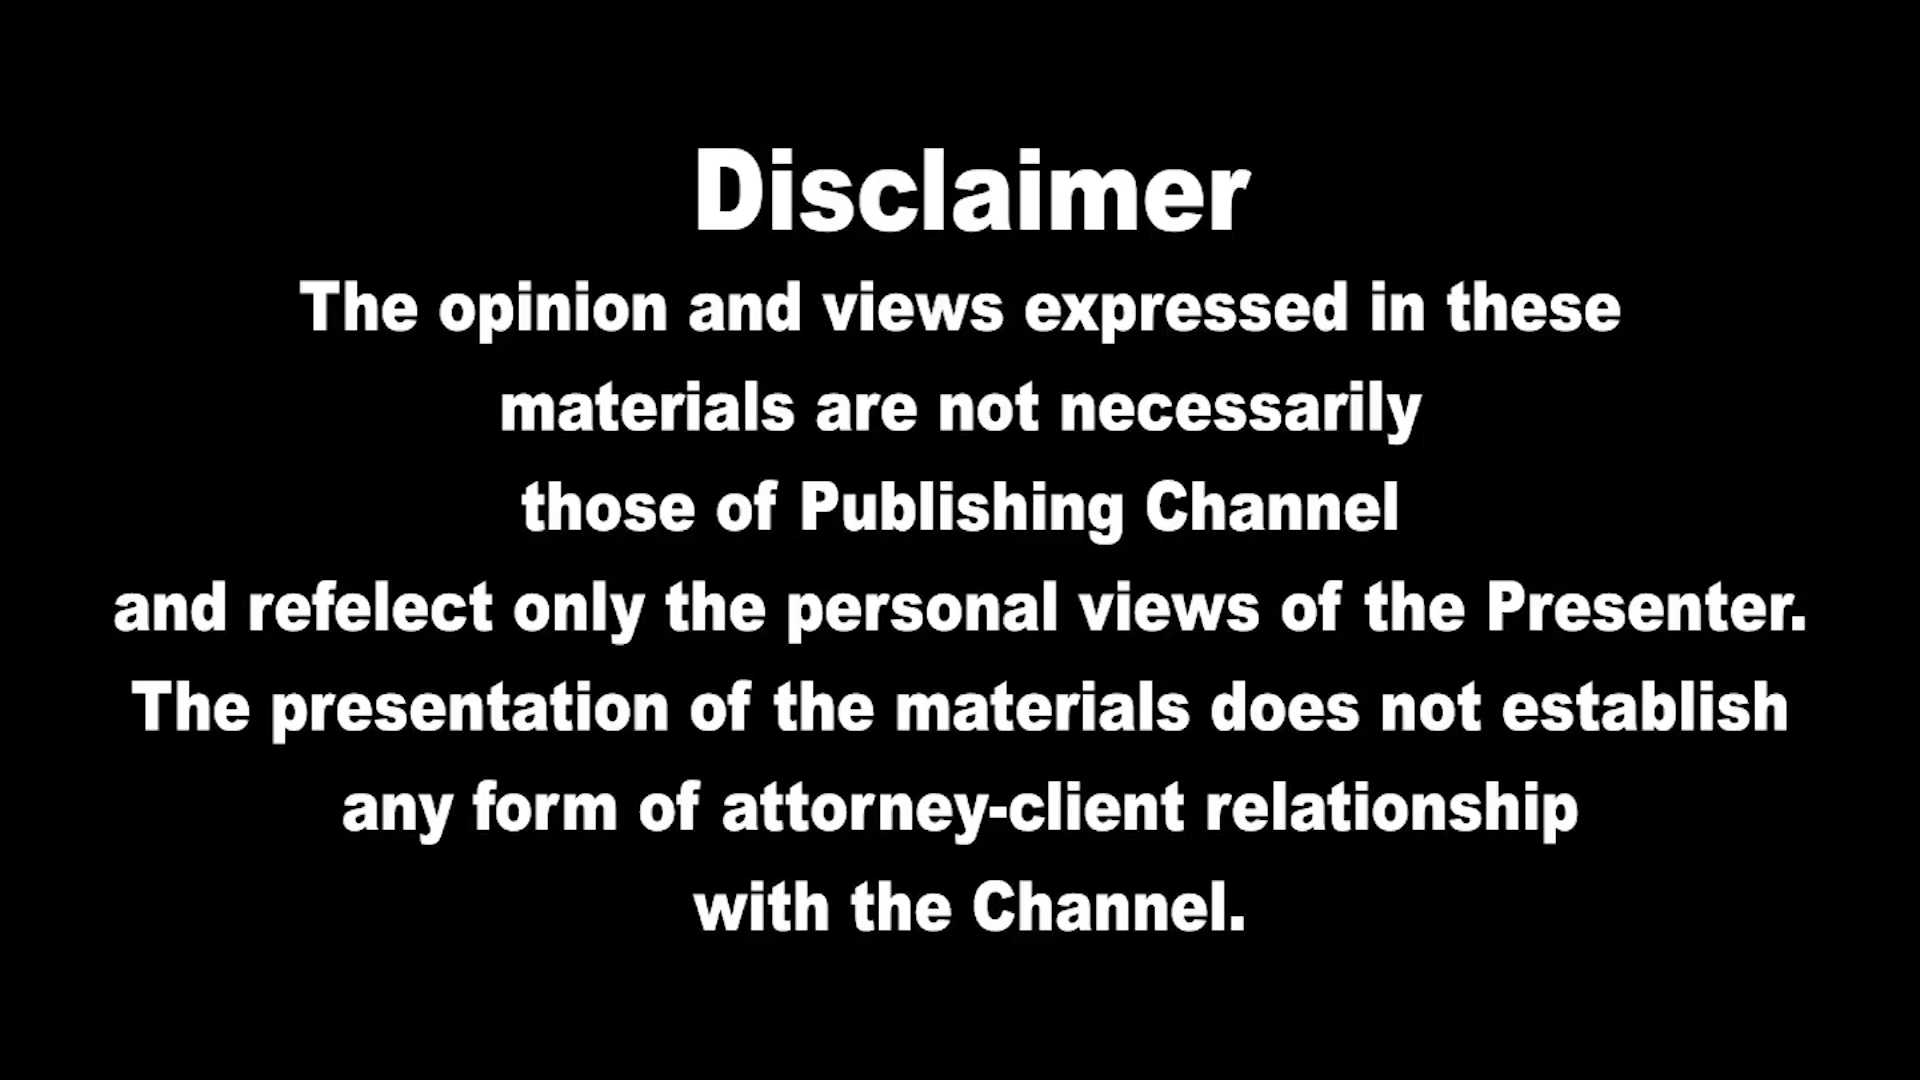 Disclaimer
The opinion and views expressed in these
materials are not necessarily
those of Publishing Channel
and refelect only the personal views of the Presenter.
The presentation of the materials does not establish
any form of attorney-client relationship
with the Channel.